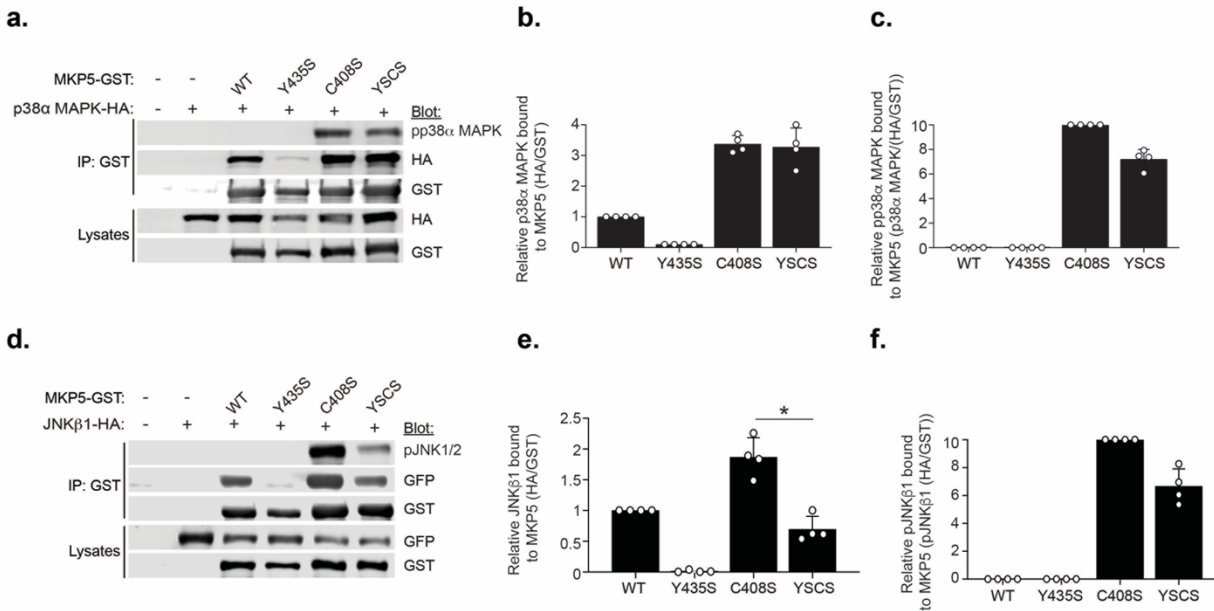 a.
MKP5-GST: - - WT Y435S C408S YSCS
p38α MAPK-HA: - + + + + + Blot:
pp38α MAPK
IP: GST
HA
GST
Lysates
HA
GST
b.
Relative p38α MAPK bound
to MKP5 (HA/GST)
4
3
2
1
0
WT Y435S C408S YSCS
c.
Relative pp38α MAPK bound
to MKP5 (p38α MAPK/(HA/GST))
10
8
6
4
2
0
WT Y435S C408S YSCS
d.
MKP5-GST: - - WT Y435S C408S YSCS
JNKβ1-HA: - + + + + + Blot:
pJNK1/2
IP: GST
GFP
GST
Lysates
GFP
GST
e.
Relative JNKβ1 bound
to MKP5 (HA/GST)
2.5
2
1.5
1
0.5
0
*
WT Y435S C408S YSCS
f.
Relative pJNKβ1 bound
to MKP5 (pJNKβ1 (HA/GST))
10
8
6
4
2
0
WT Y435S C408S YSCS